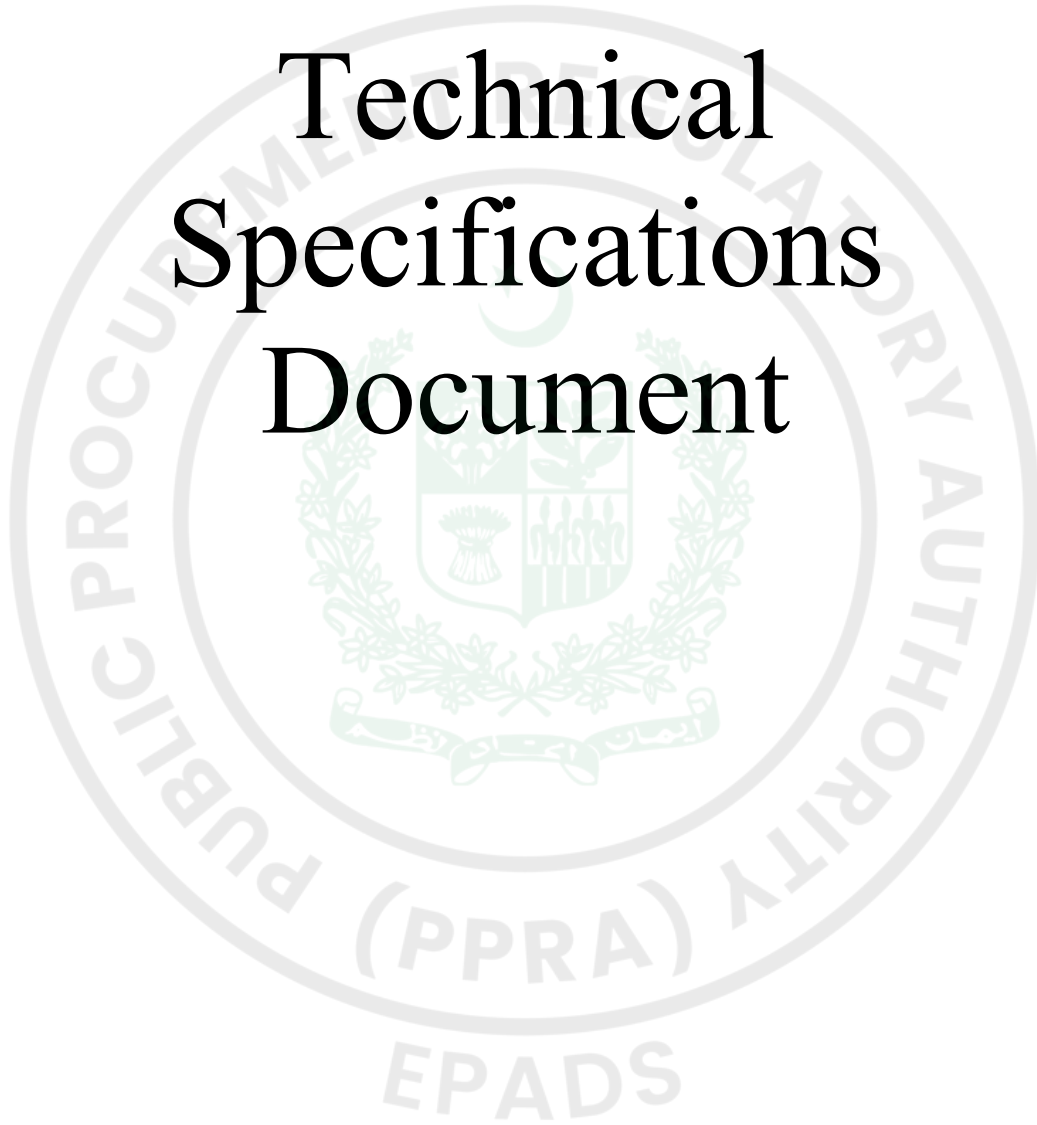 Technical
Specifications
Document
PUBLIC PROCUREMENT REGULATORY AUTHORITY
(PPRA)
EPADS